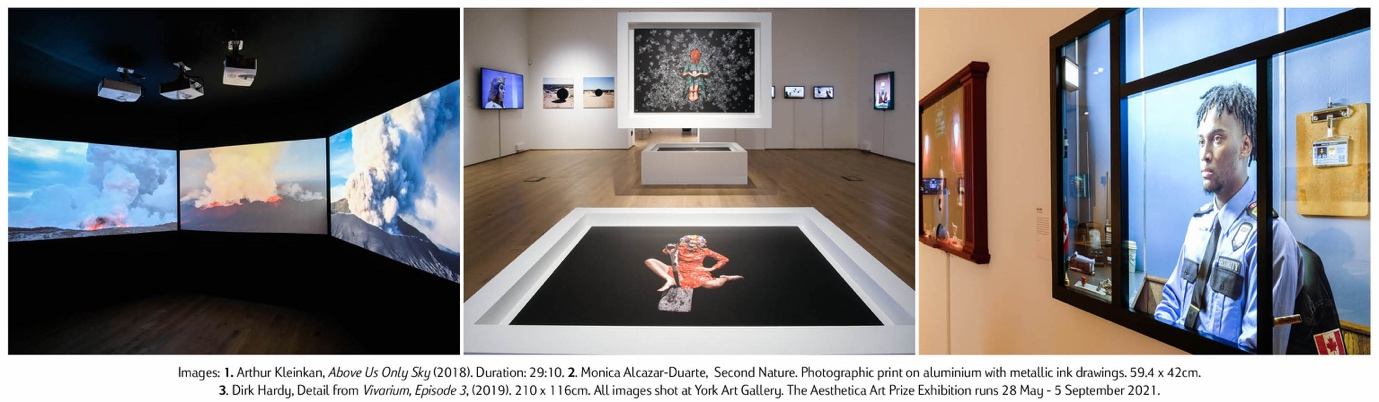 SECURITY
Images: 1. Arthur Kleinkan, Above Us Only Sky (2018). Duration: 29:10. 2. Monica Alcazar-Duarte, Second Nature. Photographic print on aluminium with metallic ink drawings. 59.4 x 42cm.
3. Dirk Hardy, Detail from Vivarium, Episode 3, (2019). 210 x 116cm. All images shot at York Art Gallery. The Aesthetica Art Prize Exhibition runs 28 May - 5 September 2021.